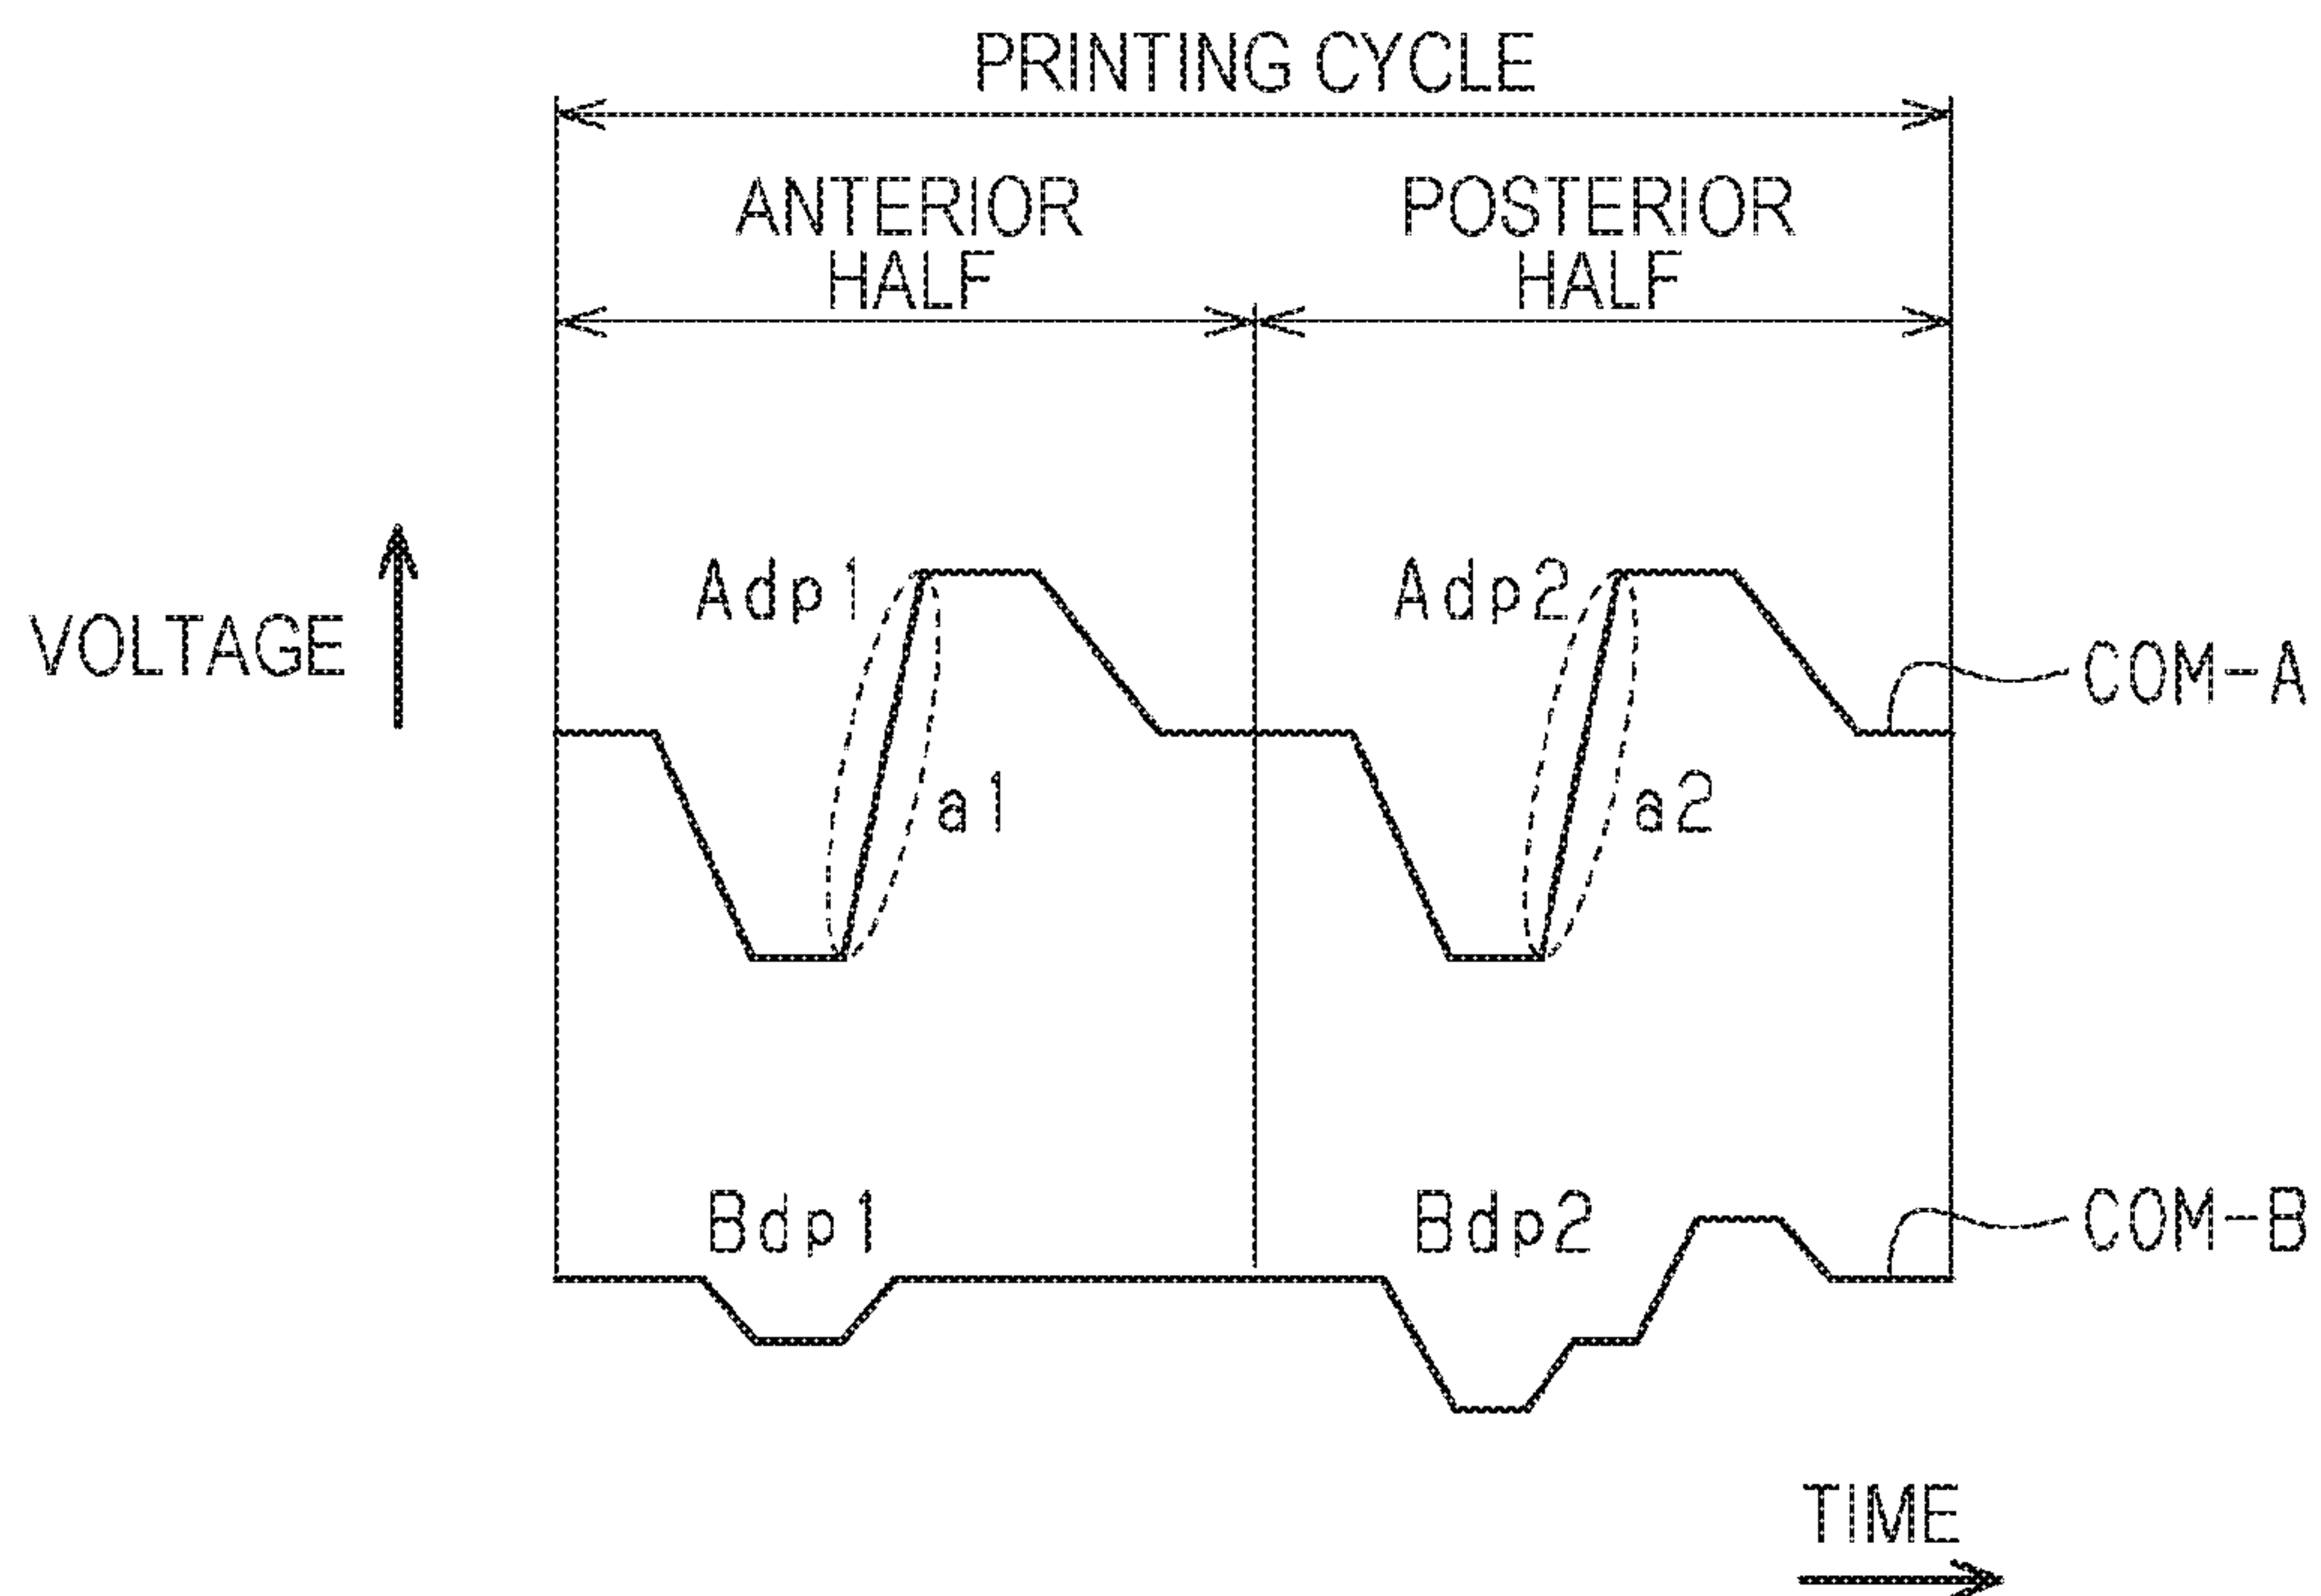 PRINTING CYCLE
ANTERIOR
HALF
POSTERIOR
HALF
VOLTAGE
Adp1
Adp2
COM-A
a1
a2
Bdp1
Bdp2
COM-B
TIME